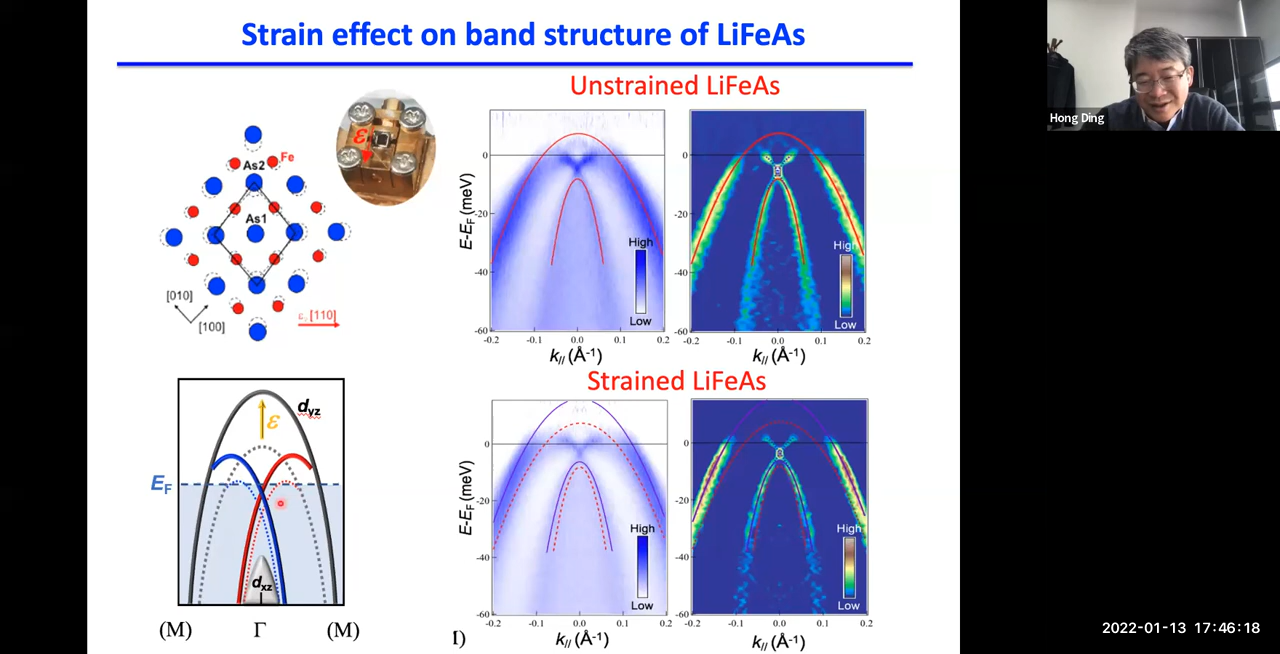 Strain effect on band structure of LiFeAs
Hong Ding
Unstrained LiFeAs
ε
Fe
As2
As1
[010]
[100]
[110]
E-E_F (meV)
0
-20
-40
-60
High
Low
-0.2 -0.1 0.0 0.1 0.2
k_// (Å⁻¹)
0
-20
-40
-60
High
Low
-0.2 -0.1 0.0 0.1 0.2
k_// (Å⁻¹)
Strained LiFeAs
E-E_F (meV)
0
-20
-40
-60
High
Low
-0.2 -0.1 0.0 0.1 0.2
k_// (Å⁻¹)
0
-20
-40
-60
High
Low
-0.2 -0.1 0.0 0.1 0.2
k_// (Å⁻¹)
d_yz
ε
E_F
d_xz
(M) Γ (M)
2022-01-13 17:46:18